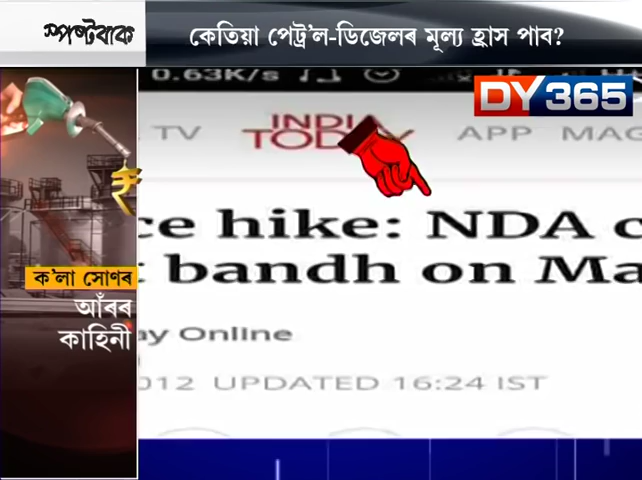 স্পষ্টবাক
কেতিয়া পেট্ৰ'ল-ডিজেলৰ মূল্য হ্ৰাস পাব?
0.63K/s
DY365
TV
INDIA
TODAY
APP
MAG
ce hike: NDA
bandh on Ma
ay Online
012 UPDATED 16:24 IST
ক'লা সোণৰ
আঁৰৰ
কাহিনী